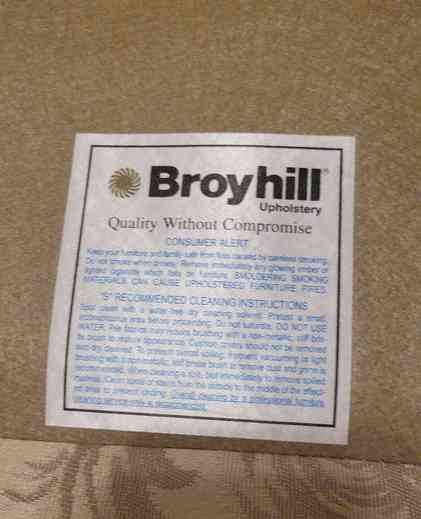 Broyhill®
Upholstery
Quality Without Compromise
CONSUMER ALERT
Keep your furniture and family safe from fires caused by careless smoking.
Do not smoke when drowsy. Remove immediately any glowing ember or
lighted cigarette which falls on furniture. SMOLDERING SMOKING
MATERIALS CAN CAUSE UPHOLSTERED FURNITURE FIRES.
"S" RECOMMENDED CLEANING INSTRUCTIONS
Spot clean with a water-free dry cleaning solvent. Pretest a small,
inconspicuous area before proceeding. Do not saturate. DO NOT USE
WATER. Pile fabrics may require brushing with a non-metallic, stiff bris-
tle brush to restore appearances. Cushion covers should not be removed
and dry cleaned. To prevent overall soiling, frequent vacuuming or light
brushing with a non-metallic, stiff bristle brush to remove dust and grime is
recommended. When cleaning a spill, blot immediately to remove spilled
material. Clean spots or stains from the outside to the middle of the affect-
ed area to prevent circling. Overall cleaning by a professional furniture
cleaning service only is recommended.